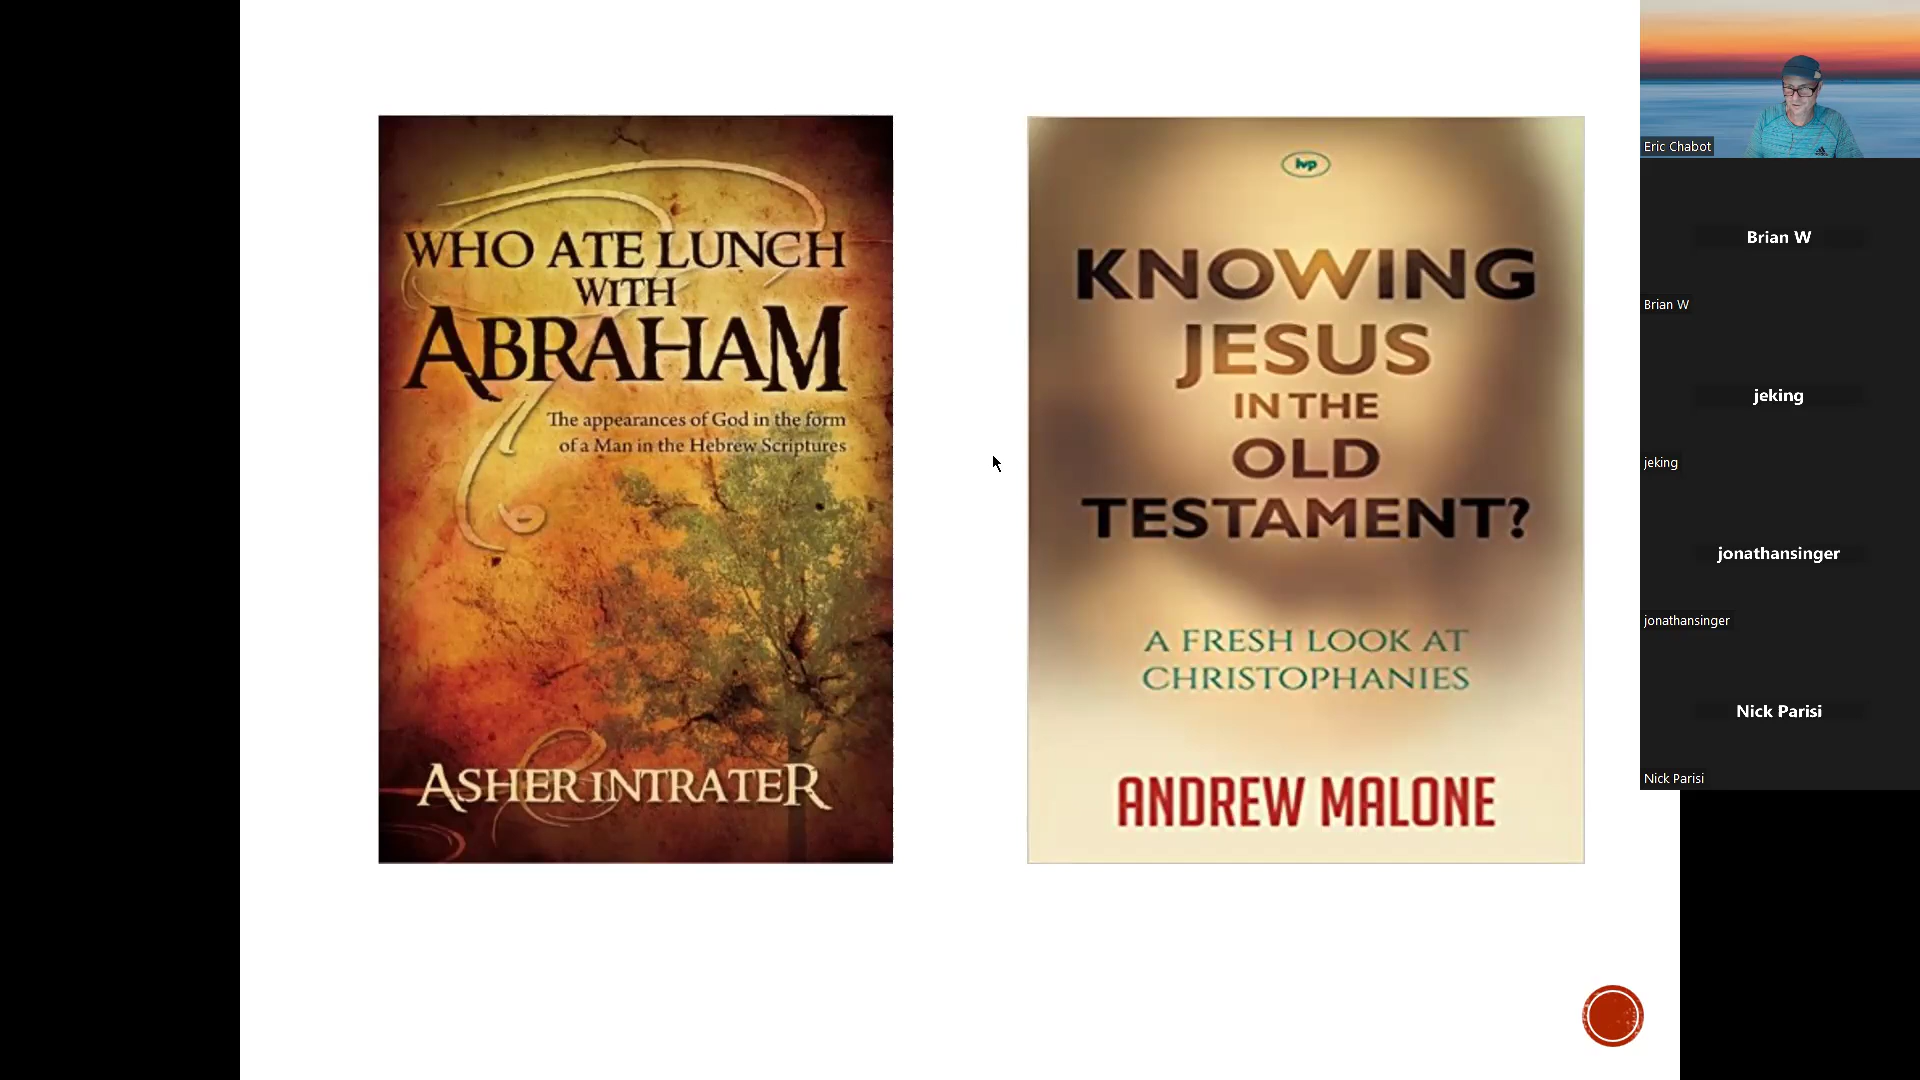 WHO ATE LUNCH
WITH
ABRAHAM
The appearances of God in the form
of a Man in the Hebrew Scriptures
ASHER INTRATER
ivp
KNOWING
JESUS
IN THE
OLD
TESTAMENT?
A FRESH LOOK AT
CHRISTOPHANIES
ANDREW MALONE
Eric Chabot
Brian W
Brian W
jeking
jeking
jonathansinger
jonathansinger
Nick Parisi
Nick Parisi